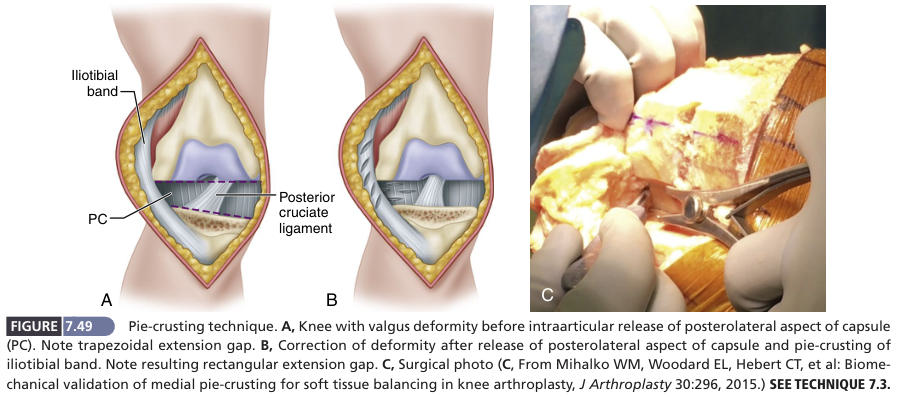 Iliotibial
band
PC
Posterior
cruciate
ligament
A
B
C
FIGURE 7.49 Pie-crusting technique. A, Knee with valgus deformity before intraarticular release of posterolateral aspect of capsule
(PC). Note trapezoidal extension gap. B, Correction of deformity after release of posterolateral aspect of capsule and pie-crusting of
iliotibial band. Note resulting rectangular extension gap. C, Surgical photo (C, From Mihalko WM, Woodard EL, Hebert CT, et al: Biome-
chanical validation of medial pie-crusting for soft tissue balancing in knee arthroplasty, J Arthroplasty 30:296, 2015.) SEE TECHNIQUE 7.3.